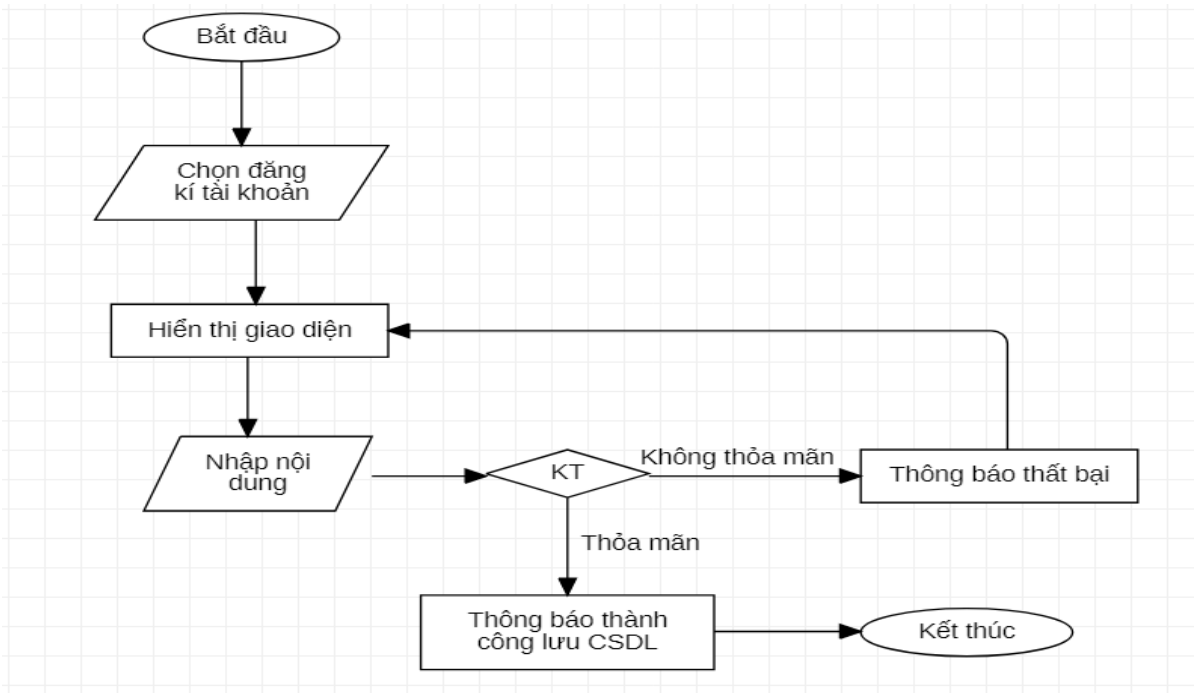 Bắt đầu
Chọn đăng
kí tài khoản
Hiển thị giao diện
Nhập nội
dung
KT
Không thỏa mãn
Thông báo thất bại
Thỏa mãn
Thông báo thành
công lưu CSDL
Kết thúc